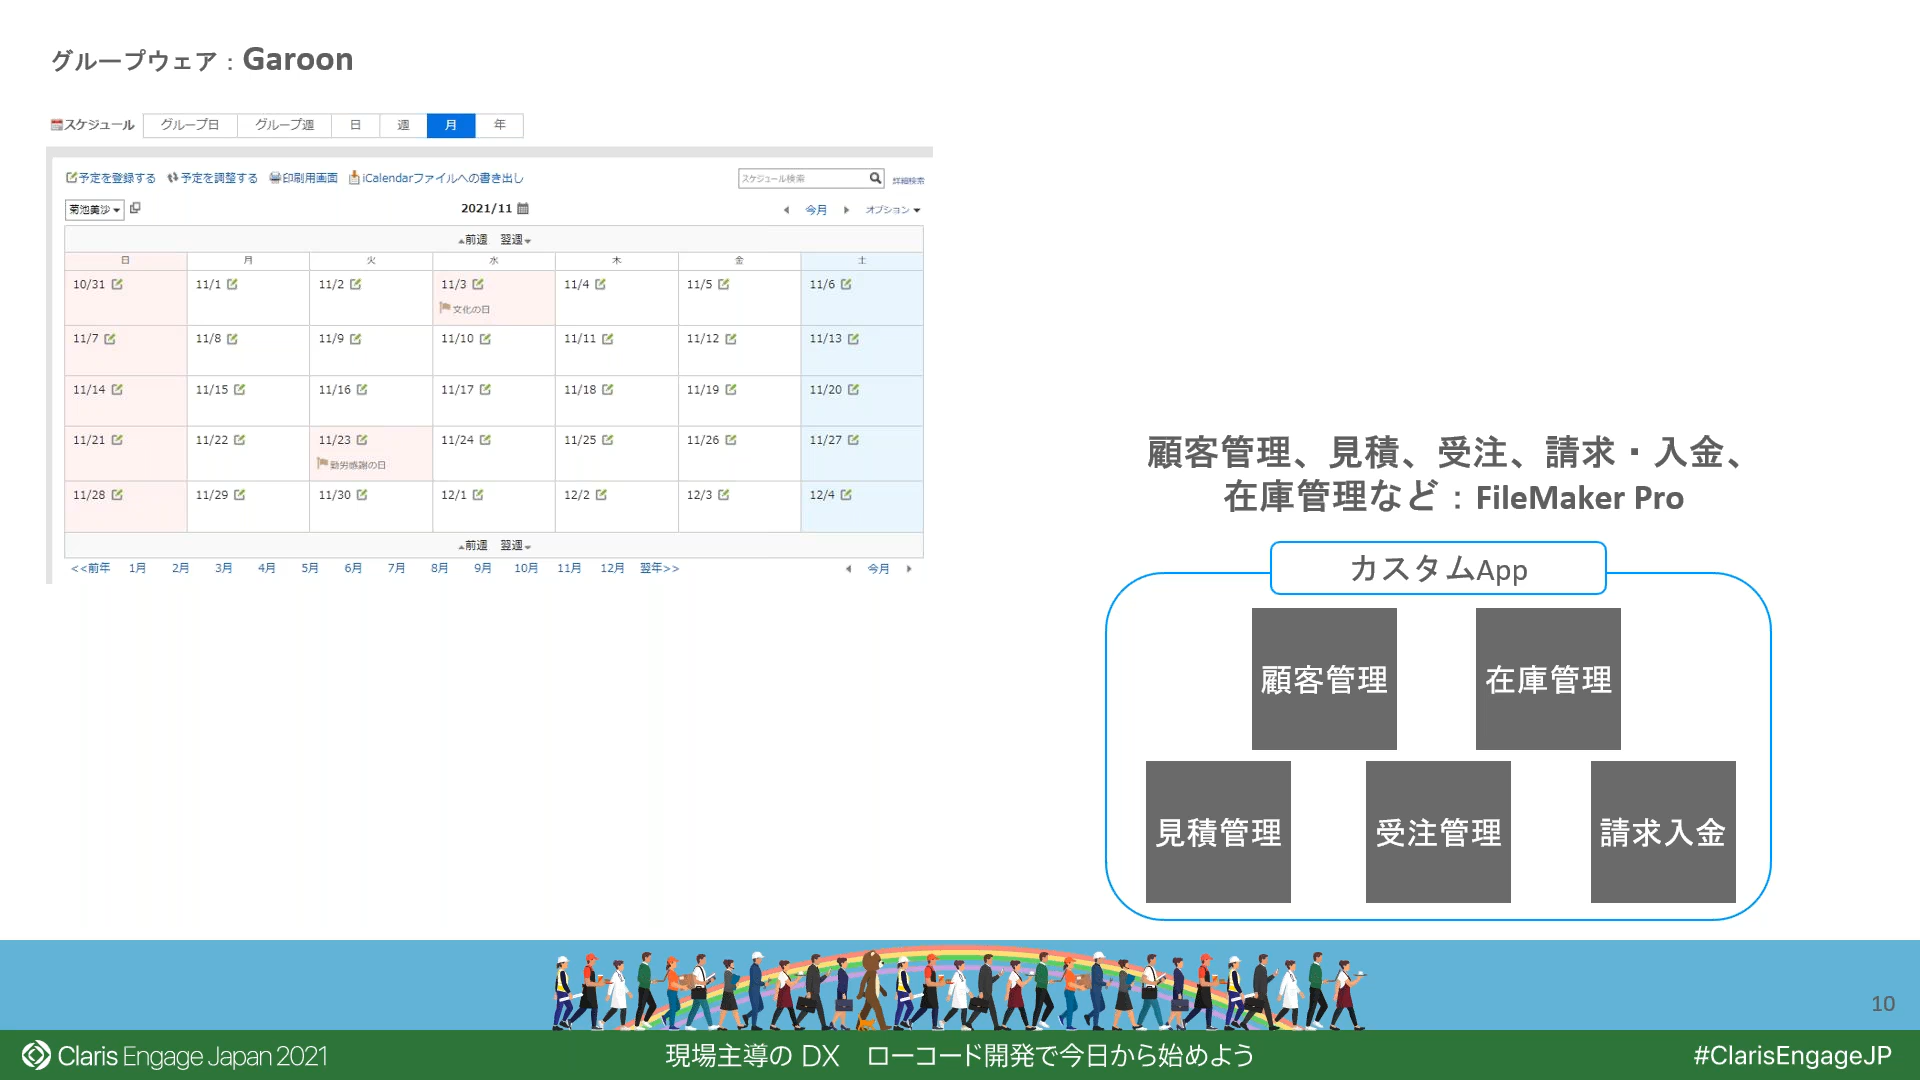 グループウェア：Garoon
スケジュール グループ日 グループ週 日 週 月 年
予定を登録する 予定を調整する 印刷用画面 iCalendarファイルへの書き出し スケジュール検索 詳細検索
菊池美沙 2021/11 今月 オプション
前週 翌週
日 月 火 水 木 金 土
10/31 11/1 11/2 11/3 11/4 11/5 11/6
文化の日
11/7 11/8 11/9 11/10 11/11 11/12 11/13
11/14 11/15 11/16 11/17 11/18 11/19 11/20
11/21 11/22 11/23 11/24 11/25 11/26 11/27
勤労感謝の日
11/28 11/29 11/30 12/1 12/2 12/3 12/4
前週 翌週
<<前年 1月 2月 3月 4月 5月 6月 7月 8月 9月 10月 11月 12月 翌年>> 今月
顧客管理、見積、受注、請求・入金、
在庫管理など：FileMaker Pro
カスタムApp
顧客管理 在庫管理
見積管理 受注管理 請求入金
10
Claris Engage Japan 2021 現場主導の DX ローコード開発で今日から始めよう #ClarisEngageJP